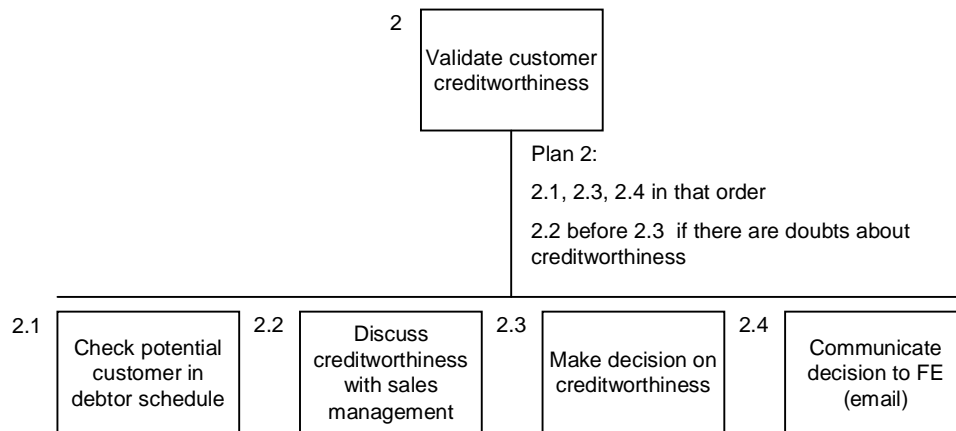 2
Validate customer
creditworthiness
Plan 2:
2.1, 2.3, 2.4 in that order
2.2 before 2.3  if there are doubts about
creditworthiness
2.1
Check potential
customer in
debtor schedule
2.2
Discuss
creditworthiness
with sales
management
2.3
Make decision on
creditworthiness
2.4
Communicate
decision to FE
(email)